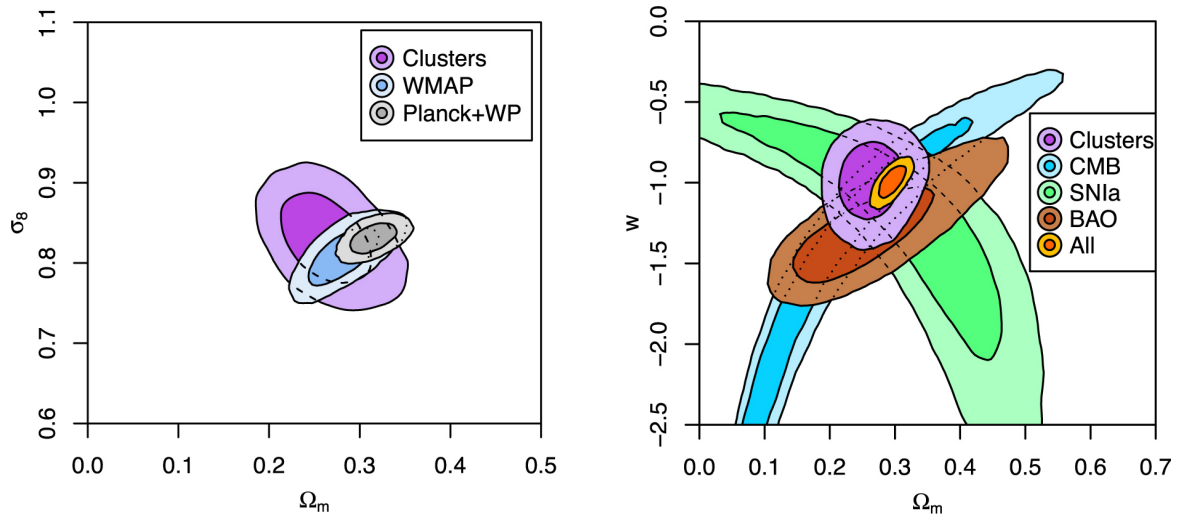 1.1
1.0
0.9
0.8
0.7
0.6
σ8
Clusters
WMAP
Planck+WP
0.0 0.1 0.2 0.3 0.4 0.5
Ωm
0.0
−0.5
−1.0
−1.5
−2.0
−2.5
w
Clusters
CMB
SNIa
BAO
All
0.0 0.1 0.2 0.3 0.4 0.5 0.6 0.7
Ωm